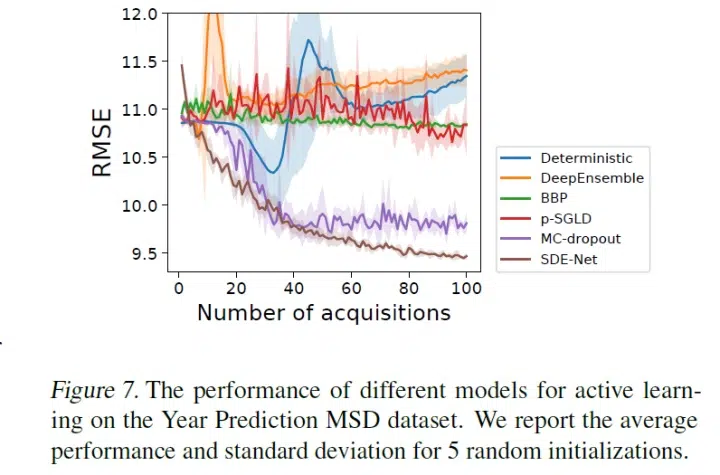 12.0
11.5
11.0
10.5
10.0
9.5
RMSE
0 20 40 60 80 100
Number of acquisitions
Deterministic
DeepEnsemble
BBP
p-SGLD
MC-dropout
SDE-Net
Figure 7. The performance of different models for active learn-
ing on the Year Prediction MSD dataset. We report the average
performance and standard deviation for 5 random initializations.